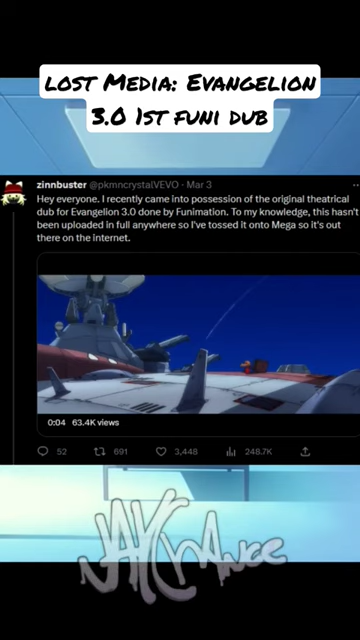 LOST MEDIA: EVANGELION
3.0 1ST FUNI DUB
zinnbuster @pkmncrystalVEVO · Mar 3
Hey everyone. I recently came into possession of the original theatrical
dub for Evangelion 3.0 done by Funimation. To my knowledge, this hasn't
been uploaded in full anywhere so I've tossed it onto Mega so it's out
there on the internet.
0:04 63.4K views
52 691 3,448 248.7K
JAYChance